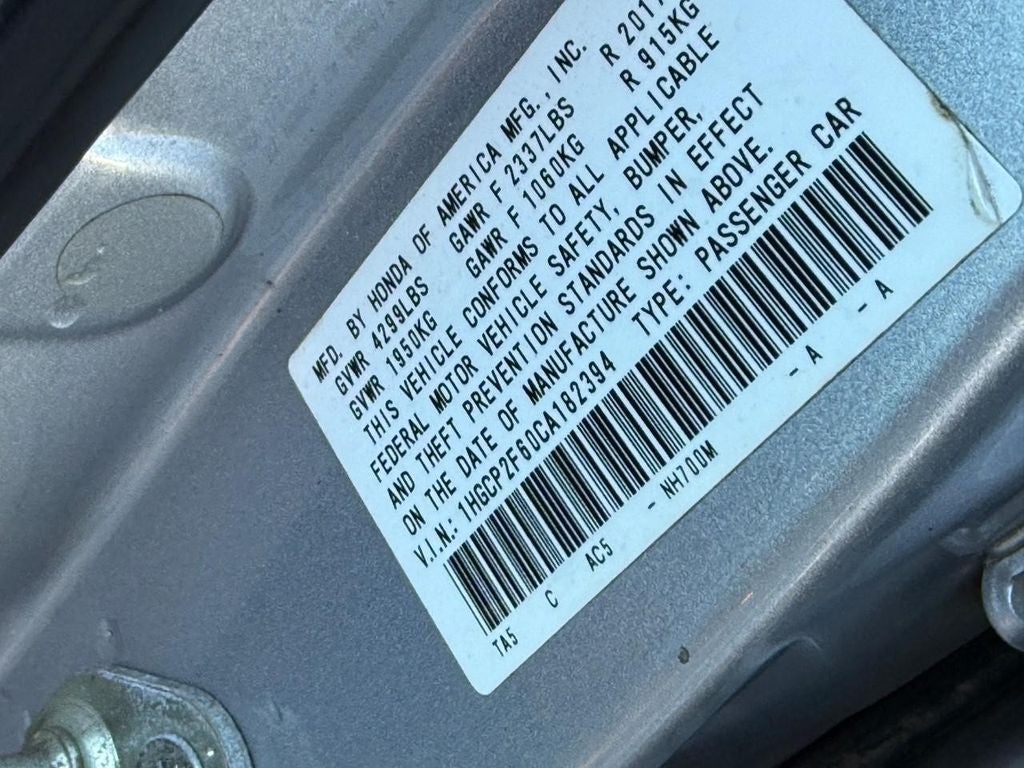 MFD. BY HONDA OF AMERICA MFG., INC.
GVWR 4299LBS GAWR F 2337LBS R 2017
GVWR 1950KG GAWR F 1060KG R 915KG
THIS VEHICLE CONFORMS TO ALL APPLICABLE
FEDERAL MOTOR VEHICLE SAFETY, BUMPER,
AND THEFT PREVENTION STANDARDS IN EFFECT
ON THE DATE OF MANUFACTURE SHOWN ABOVE.
V.I.N.: 1HGCP2F60CA182394 TYPE: PASSENGER CAR
TA5 C AC5 - NH700M - A - A